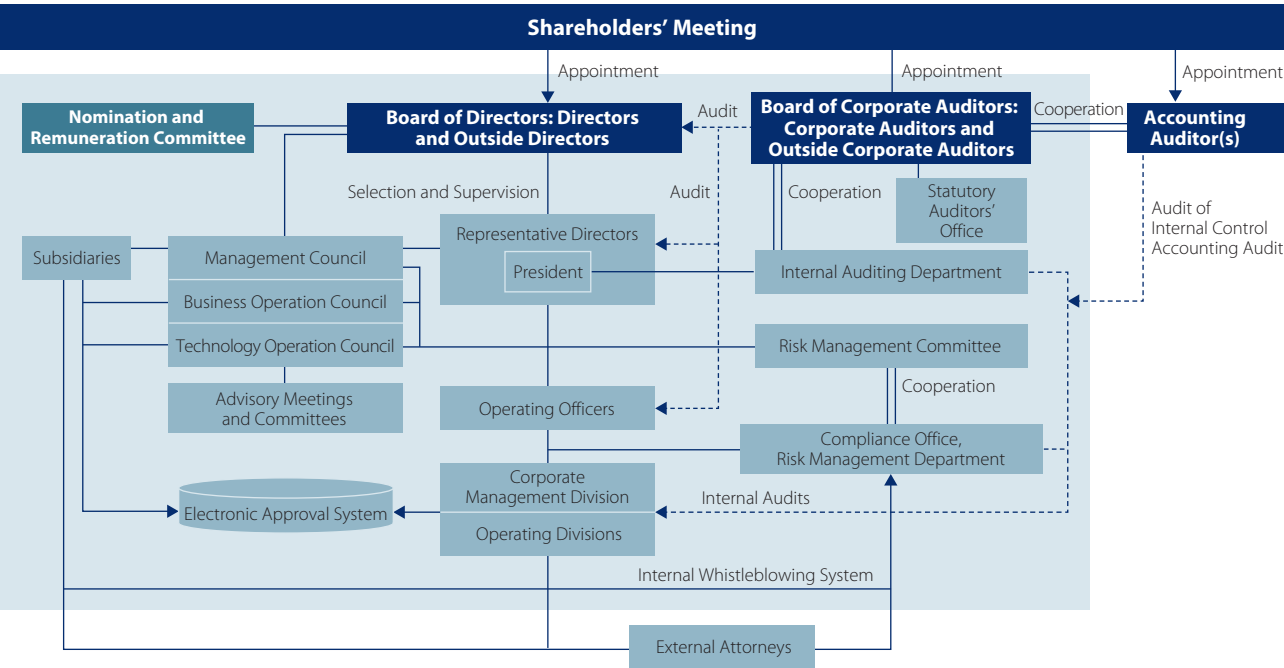 Shareholders’ Meeting
Appointment
Appointment
Appointment
Nomination and
Remuneration Committee
Board of Directors: Directors
and Outside Directors
Audit
Board of Corporate Auditors:
Corporate Auditors and
Outside Corporate Auditors
Cooperation
Accounting
Auditor(s)
Selection and Supervision
Audit
Cooperation
Statutory
Auditors’
Office
Audit of
Internal Control
Accounting Audit
Subsidiaries
Management Council
Representative Directors
President
Internal Auditing Department
Business Operation Council
Technology Operation Council
Risk Management Committee
Advisory Meetings
and Committees
Operating Officers
Cooperation
Compliance Office,
Risk Management Department
Electronic Approval System
Corporate
Management Division
Operating Divisions
Internal Audits
Internal Whistleblowing System
External Attorneys